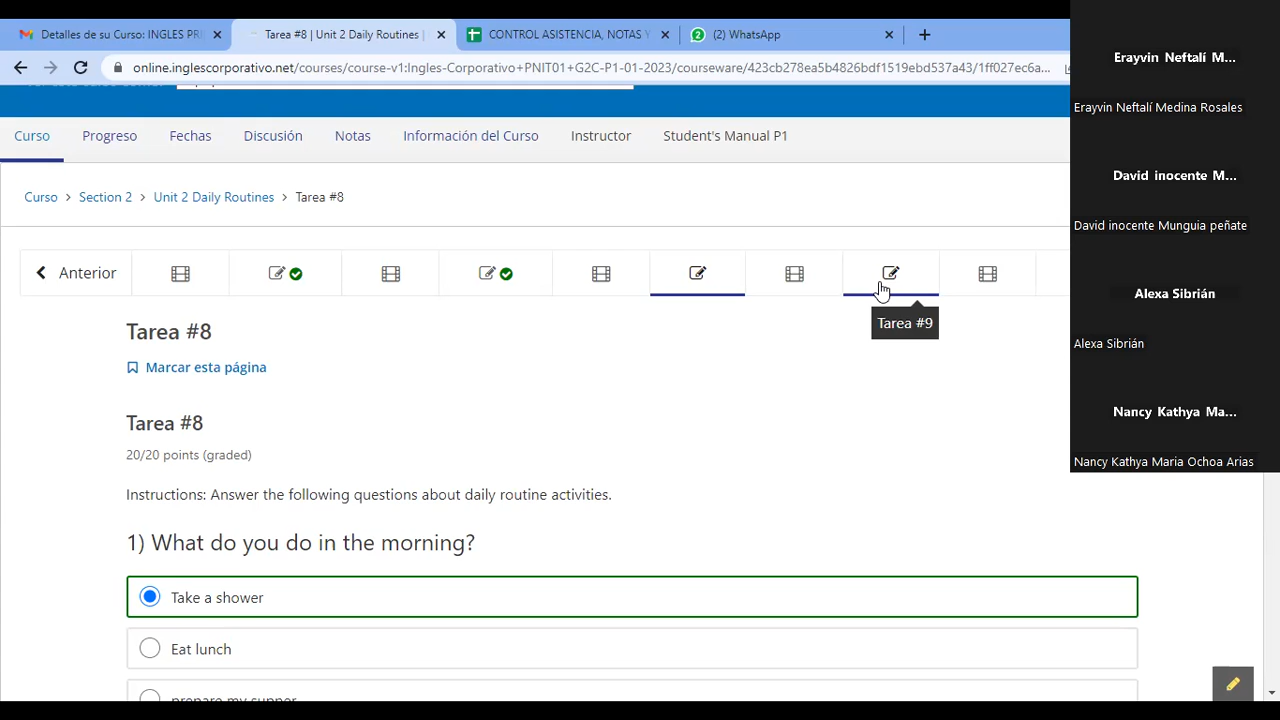 Detalles de su Curso: INGLES PRI
Tarea #8 | Unit 2 Daily Routines |
CONTROL ASISTENCIA, NOTAS Y
(2) WhatsApp
online.inglescorporativo.net/courses/course-v1:Ingles-Corporativo+PNIT01+G2C-P1-01-2023/courseware/423cb278ea5b4826bdf1519ebd537a43/1ff027ec6a...
Curso
Progreso
Fechas
Discusión
Notas
Información del Curso
Instructor
Student's Manual P1
Curso > Section 2 > Unit 2 Daily Routines > Tarea #8
Anterior
Tarea #9
Tarea #8
Marcar esta página
Tarea #8
20/20 points (graded)
Instructions: Answer the following questions about daily routine activities.
1) What do you do in the morning?
Take a shower
Eat lunch
prepare my supper
Erayvin Neftalí M...
Erayvin Neftalí Medina Rosales
David inocente M...
David inocente Munguia peñate
Alexa Sibrián
Alexa Sibrián
Nancy Kathya Ma...
Nancy Kathya Maria Ochoa Arias